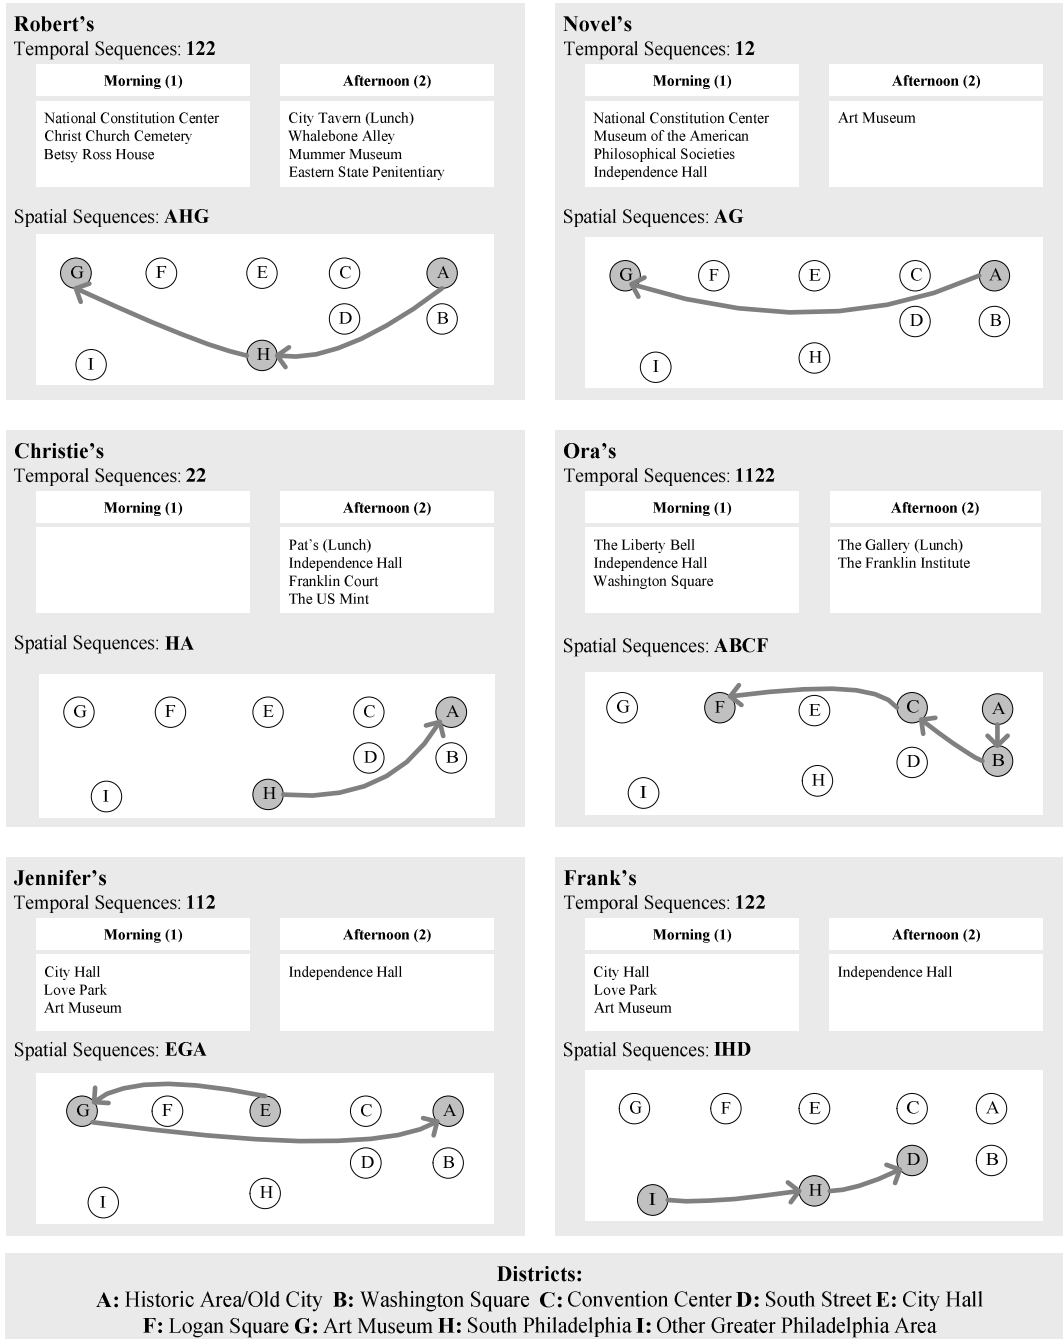 Robert's
Temporal Sequences: 122
Morning (1)
Afternoon (2)
National Constitution Center
Christ Church Cemetery
Betsy Ross House
City Tavern (Lunch)
Whalebone Alley
Mummer Museum
Eastern State Penitentiary
Spatial Sequences: AHG
G
F
E
C
A
D
B
H
I
Novel's
Temporal Sequences: 12
Morning (1)
Afternoon (2)
National Constitution Center
Museum of the American
Philosophical Societies
Independence Hall
Art Museum
Spatial Sequences: AG
G
F
E
C
A
D
B
H
I
Christie's
Temporal Sequences: 22
Morning (1)
Afternoon (2)
Pat's (Lunch)
Independence Hall
Franklin Court
The US Mint
Spatial Sequences: HA
G
F
E
C
A
D
B
H
I
Ora's
Temporal Sequences: 1122
Morning (1)
Afternoon (2)
The Liberty Bell
Independence Hall
Washington Square
The Gallery (Lunch)
The Franklin Institute
Spatial Sequences: ABCF
G
F
E
C
A
D
B
H
I
Jennifer's
Temporal Sequences: 112
Morning (1)
Afternoon (2)
City Hall
Love Park
Art Museum
Independence Hall
Spatial Sequences: EGA
G
F
E
C
A
D
B
H
I
Frank's
Temporal Sequences: 122
Morning (1)
Afternoon (2)
City Hall
Love Park
Art Museum
Independence Hall
Spatial Sequences: IHD
G
F
E
C
A
D
B
H
I
Districts:
A: Historic Area/Old City B: Washington Square C: Convention Center D: South Street E: City Hall
F: Logan Square G: Art Museum H: South Philadelphia I: Other Greater Philadelphia Area